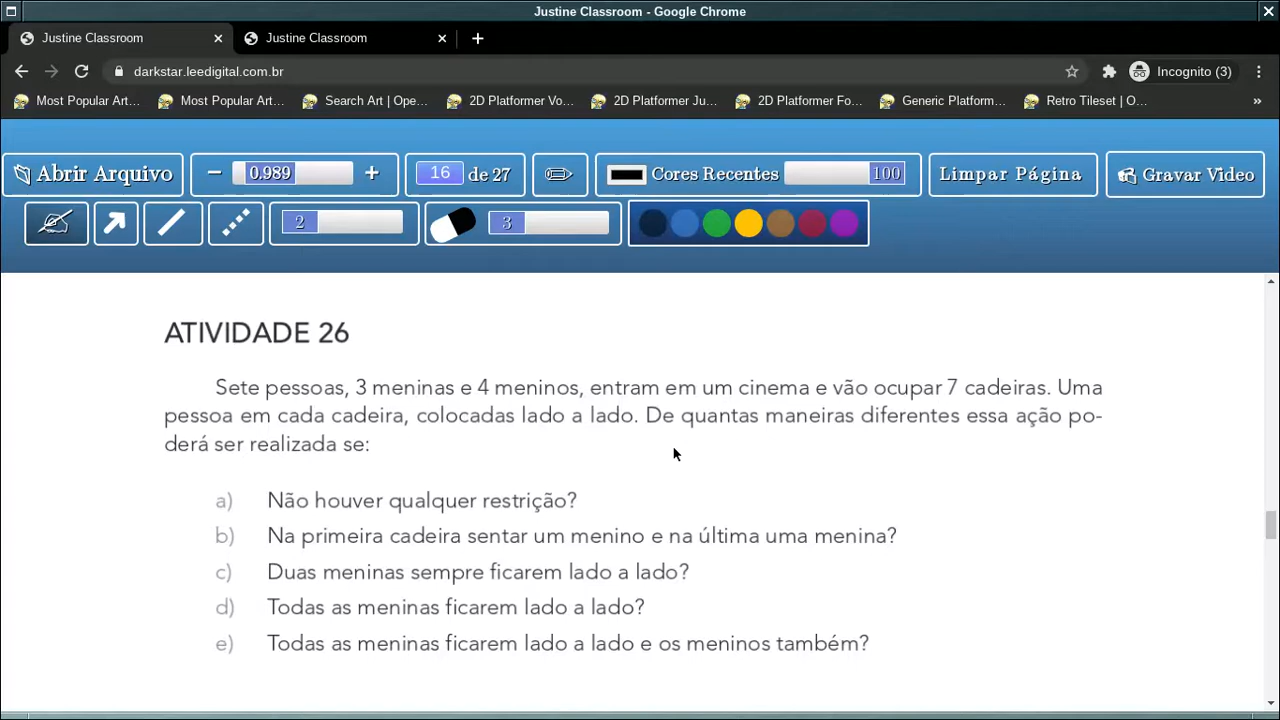 Justine Classroom - Google Chrome
Justine Classroom
Justine Classroom
darkstar.leedigital.com.br
Incognito (3)
Most Popular Art...
Most Popular Art...
Search Art | Ope...
2D Platformer Vo...
2D Platformer Ju...
2D Platformer Fo...
Generic Platform...
Retro Tileset | O...
»
Abrir Arquivo
− 0.989 +
16 de 27
Cores Recentes 100
Limpar Página
Gravar Video
2
3
ATIVIDADE 26
Sete pessoas, 3 meninas e 4 meninos, entram em um cinema e vão ocupar 7 cadeiras. Uma
pessoa em cada cadeira, colocadas lado a lado. De quantas maneiras diferentes essa ação po-
derá ser realizada se:
a) Não houver qualquer restrição?
b) Na primeira cadeira sentar um menino e na última uma menina?
c) Duas meninas sempre ficarem lado a lado?
d) Todas as meninas ficarem lado a lado?
e) Todas as meninas ficarem lado a lado e os meninos também?